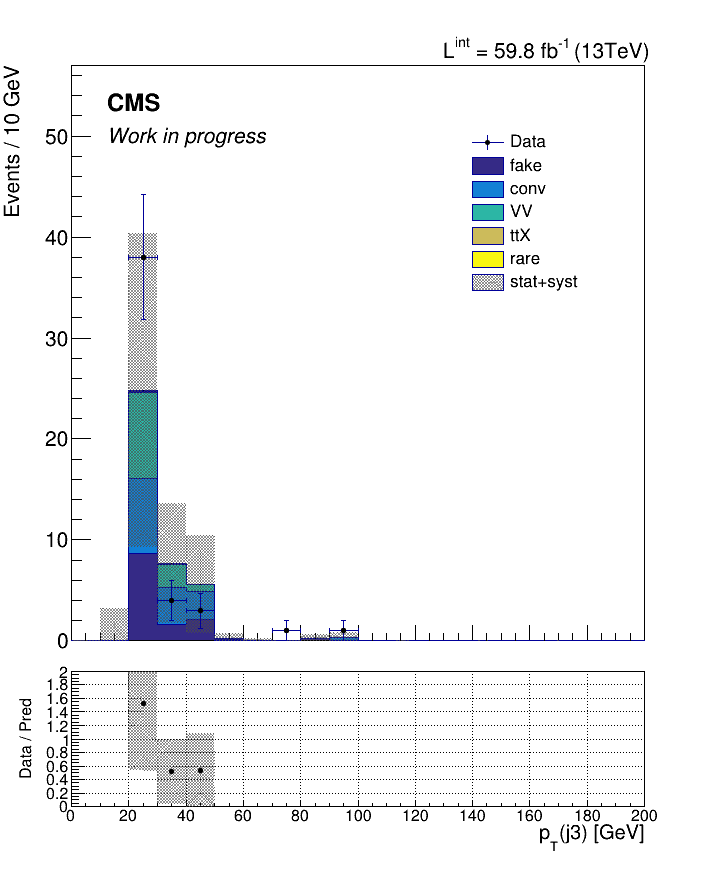 L^int = 59.8 fb^-1 (13TeV)
Events / 10 GeV
CMS
Work in progress
50
40
30
20
10
0
Data
fake
conv
VV
ttX
rare
stat+syst
Data / Pred
2
1.8
1.6
1.4
1.2
1
0.8
0.6
0.4
0.2
0
0 20 40 60 80 100 120 140 160 180 200
p_T(j3) [GeV]